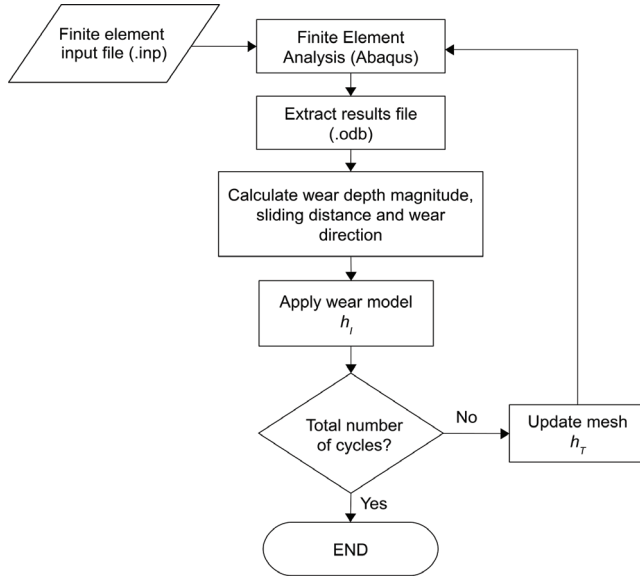 Finite element
input file (.inp)
Finite Element
Analysis (Abaqus)
Extract results file
(.odb)
Calculate wear depth magnitude,
sliding distance and wear
direction
Apply wear model
h_I
Total number
of cycles?
No
Update mesh
h_T
Yes
END